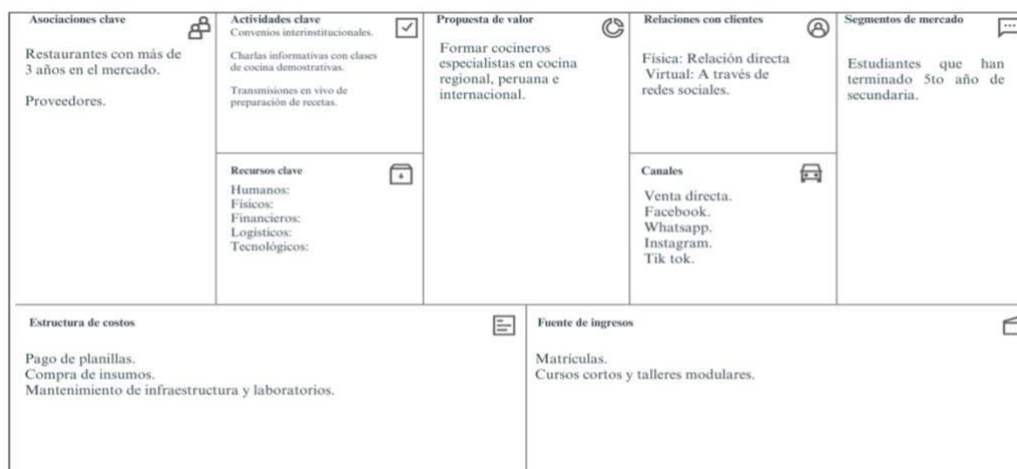 Asociaciones clave
Restaurantes con más de
3 años en el mercado.
Proveedores.
Actividades clave
Convenios interinstitucionales.
Charlas informativas con clases
de cocina demostrativas.
Transmisiones en vivo de
preparación de recetas.
Recursos clave
Humanos:
Físicos:
Financieros:
Logísticos:
Tecnológicos:
Propuesta de valor
Formar cocineros
especialistas en cocina
regional, peruana e
internacional.
Relaciones con clientes
Física: Relación directa
Virtual: A través de
redes sociales.
Canales
Venta directa.
Facebook.
Whatsapp.
Instagram.
Tik tok.
Segmentos de mercado
Estudiantes que han
terminado 5to año de
secundaria.
Estructura de costos
Pago de planillas.
Compra de insumos.
Mantenimiento de infraestructura y laboratorios.
Fuente de ingresos
Matrículas.
Cursos cortos y talleres modulares.